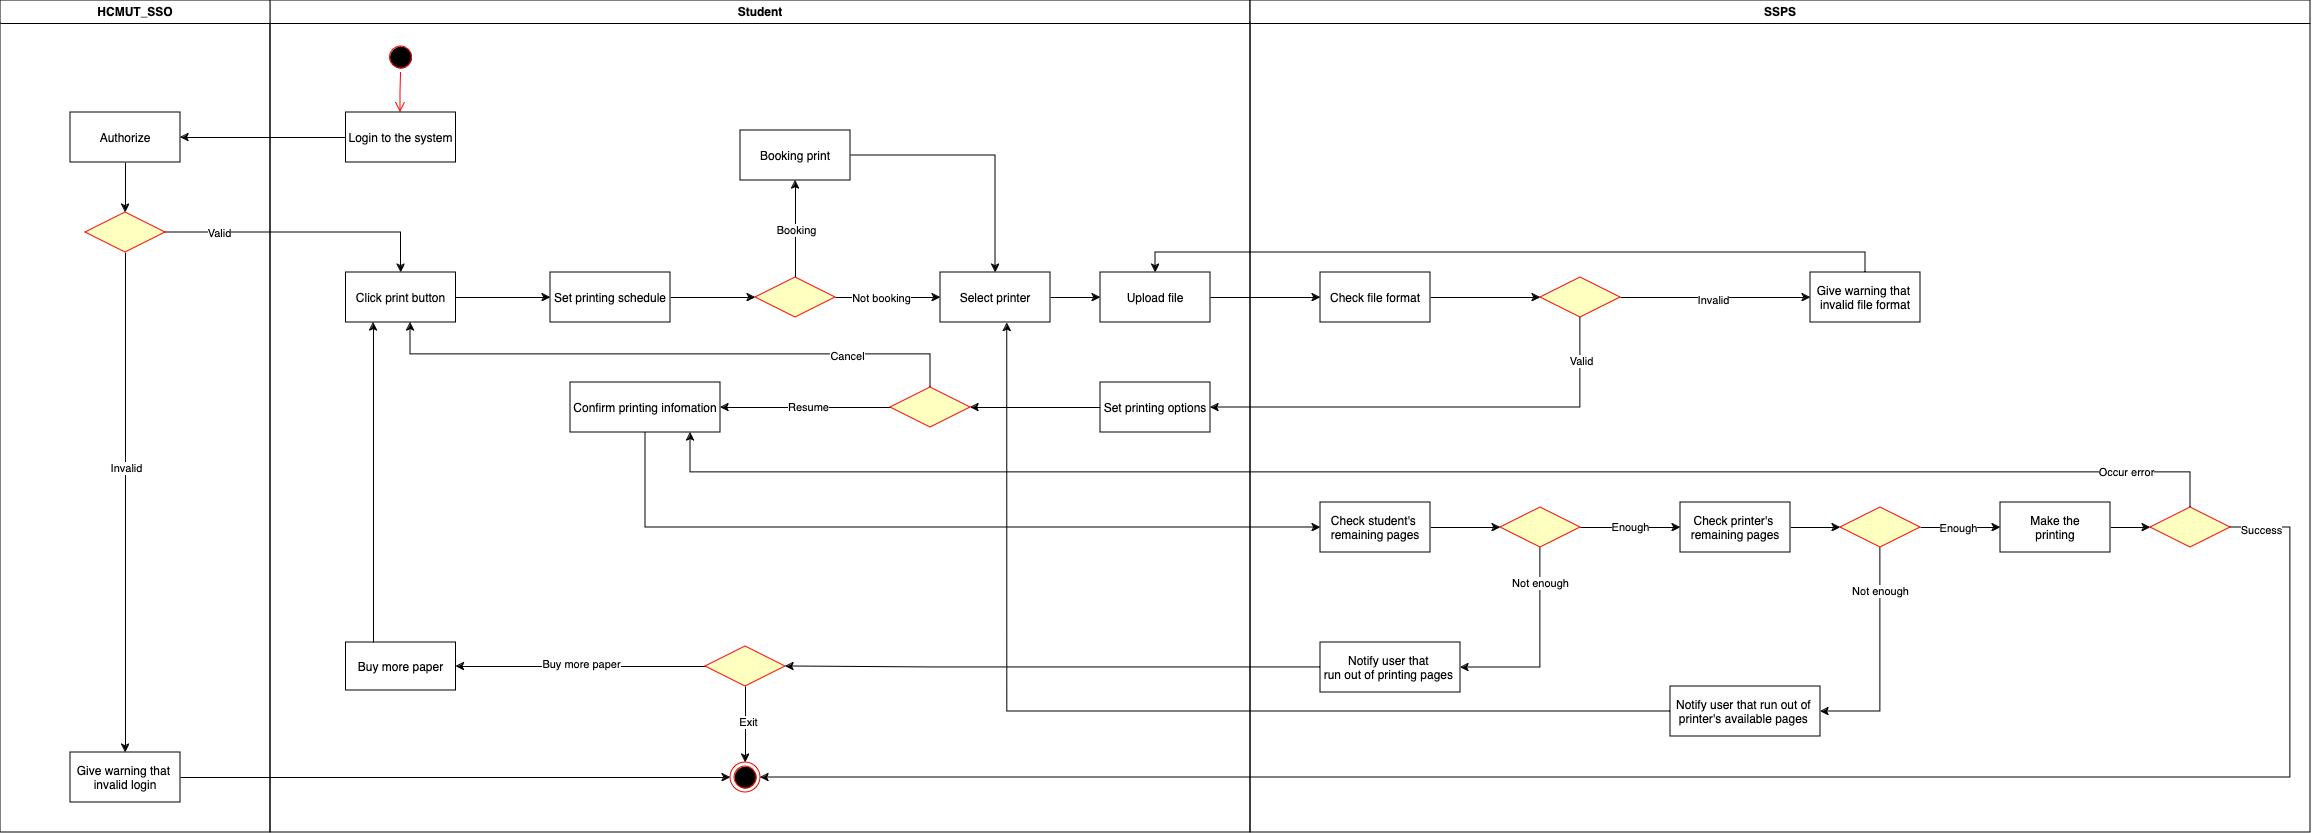 HCMUT_SSO
Student
SSPS
Authorize
Login to the system
Booking print
Valid
Booking
Click print button
Set printing schedule
Not booking
Select printer
Upload file
Check file format
Invalid
Give warning that
invalid file format
Cancel
Valid
Confirm printing infomation
Resume
Set printing options
Invalid
Occur error
Check student's
remaining pages
Enough
Check printer's
remaining pages
Enough
Make the
printing
Success
Not enough
Not enough
Buy more paper
Buy more paper
Notify user that
run out of printing pages
Exit
Notify user that run out of
printer's available pages
Give warning that
invalid login